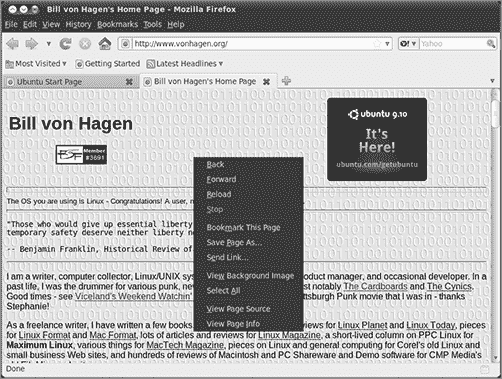 Bill von Hagen's Home Page - Mozilla Firefox
File Edit View History Bookmarks Tools Help
http://www.vonhagen.org/ Y! Yahoo
Most Visited Getting Started Latest Headlines
Ubuntu Start Page Bill von Hagen's Home Page
ubuntu 9.10
It's
Here!
ubuntu.com/getubuntu
Bill von Hagen
FSF Member
#3691
Back
Forward
Reload
Stop
Bookmark This Page
Save Page As...
Send Link...
View Background Image
Select All
View Page Source
View Page Info
The OS you are using is Linux - Congratulations! A user, n
"Those who would give up essential liberty
temporary safety deserve neither liberty n
-- Benjamin Franklin, Historical Review of
I am a writer, computer collector, Linux/UNIX sys duct manager, and occasional developer. In a
past life, I was the drummer for various punk, new st notably The Cardboards and The Cynics.
Good times - see Viceland's Weekend Watchin' tsburgh Punk movie that I was in - thanks
Stephanie!
As a freelance writer, I have written a few books views for Linux Planet and Linux Today, pieces
for Linux Format and Mac Format, lots of articles and reviews for Linux Magazine, a short-lived column on PPC Linux for
Maximum Linux, various things for MacTech Magazine, pieces on Linux and general computing for Corel's old Linux and
small business Web sites, and hundreds of reviews of Macintosh and PC Shareware and Demo software for CMP Media's
Done